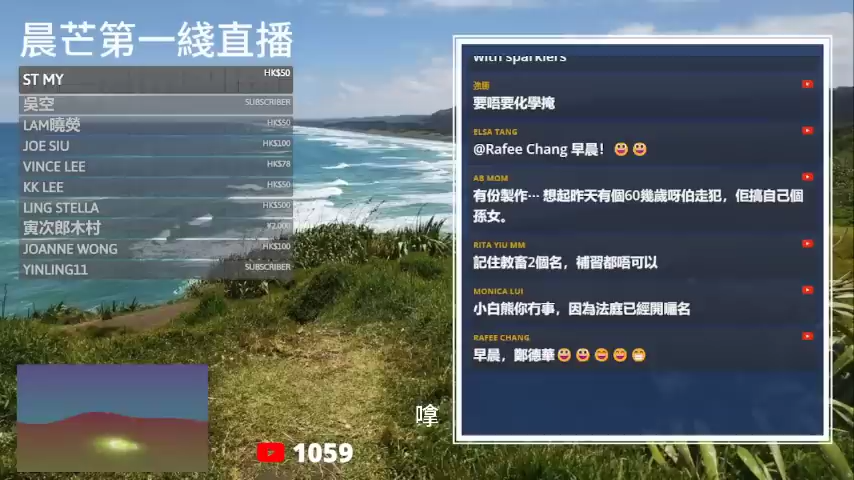 晨芒第一綫直播
ST MY HK$50
吳空 SUBSCRIBER
LAM曉熒 HK$50
JOE SIU HK$100
VINCE LEE HK$78
KK LEE HK$50
LING STELLA HK$500
寅次郎木村 ¥2,000
JOANNE WONG HK$100
YINLING11 SUBSCRIBER
1059
嗱
with sparklers
要唔要化學掩
ELSA TANG
@Rafee Chang 早晨！
AB MOM
有份製作… 想起昨天有個60幾歲呀伯走犯，佢搞自己個
孫女。
RITA YIU MM
記住教畜2個名，補習都唔可以
MONICA LUI
小白熊你冇事，因為法庭已經開囉名
RAFEE CHANG
早晨，鄭德華